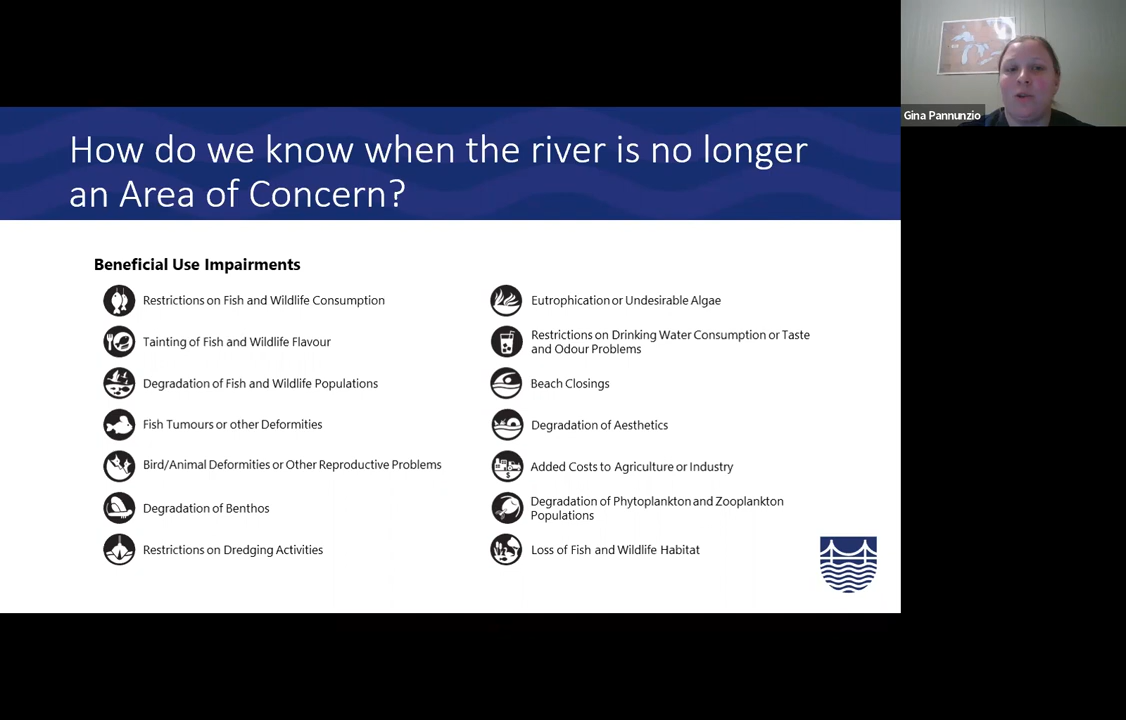 Gina Pannunzio
How do we know when the river is no longer
an Area of Concern?
Beneficial Use Impairments
Restrictions on Fish and Wildlife Consumption
Tainting of Fish and Wildlife Flavour
Degradation of Fish and Wildlife Populations
Fish Tumours or other Deformities
Bird/Animal Deformities or Other Reproductive Problems
Degradation of Benthos
Restrictions on Dredging Activities
Eutrophication or Undesirable Algae
Restrictions on Drinking Water Consumption or Taste
and Odour Problems
Beach Closings
Degradation of Aesthetics
Added Costs to Agriculture or Industry
Degradation of Phytoplankton and Zooplankton
Populations
Loss of Fish and Wildlife Habitat